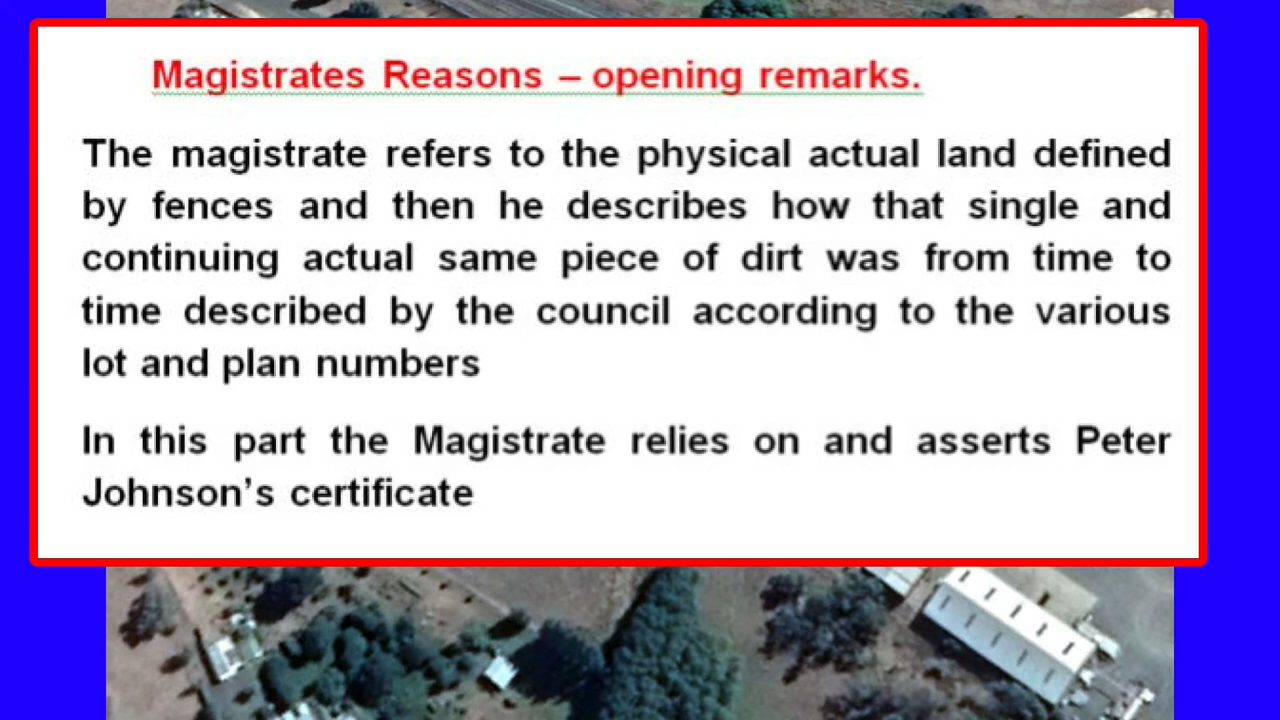 Magistrates Reasons – opening remarks.
The magistrate refers to the physical actual land defined
by fences and then he describes how that single and
continuing actual same piece of dirt was from time to
time described by the council according to the various
lot and plan numbers
In this part the Magistrate relies on and asserts Peter
Johnson’s certificate